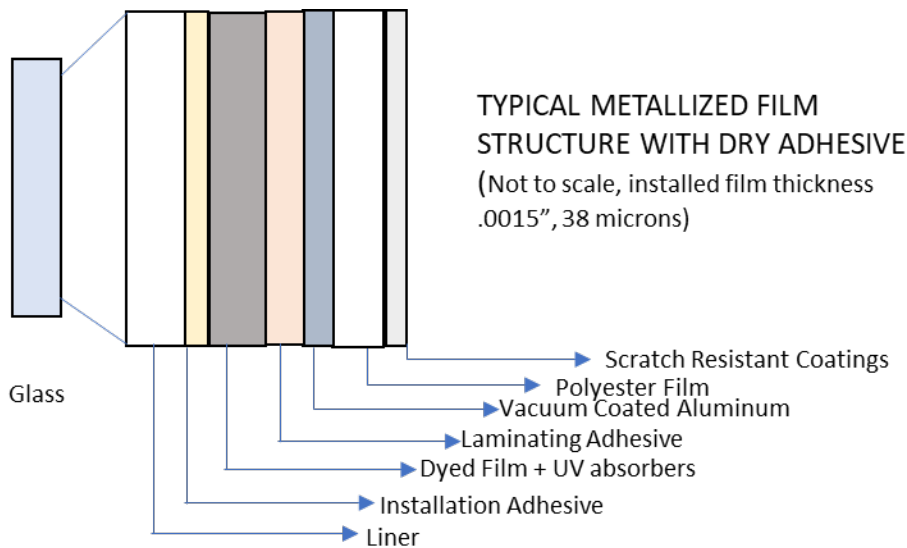 TYPICAL METALLIZED FILM
STRUCTURE WITH DRY ADHESIVE
(Not to scale, installed film thickness
.0015”, 38 microns)
Scratch Resistant Coatings
Polyester Film
Glass
Vacuum Coated Aluminum
Laminating Adhesive
Dyed Film + UV absorbers
Installation Adhesive
Liner